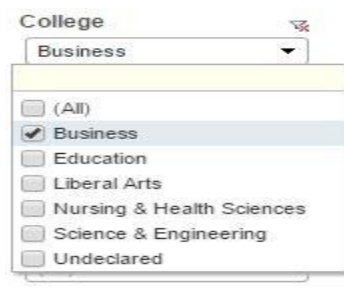 College
Business
(All)
Business
Education
Liberal Arts
Nursing & Health Sciences
Science & Engineering
Undeclared